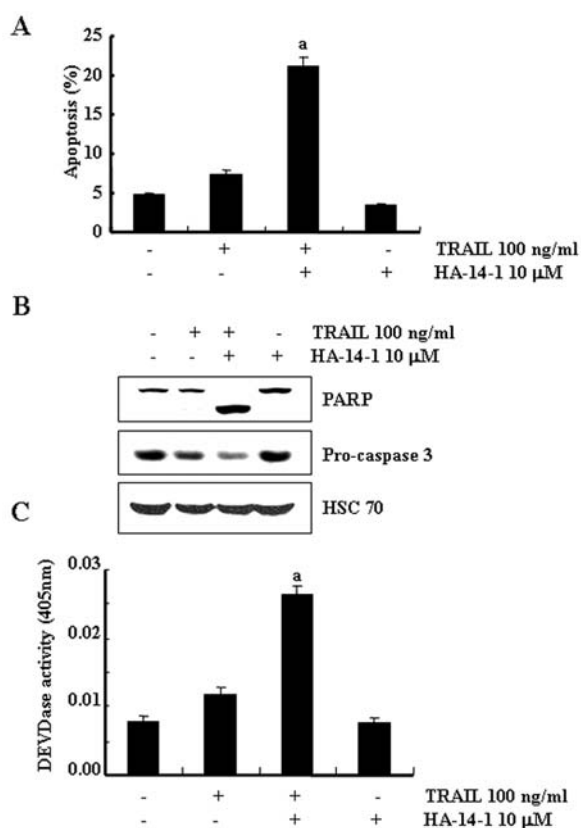 A
Apoptosis (%)
25
20
15
10
5
0
- + + -
TRAIL 100 ng/ml
- - + +
HA-14-1 10 μM
a
B
- + + -
TRAIL 100 ng/ml
- - + +
HA-14-1 10 μM
PARP
Pro-caspase 3
HSC 70
C
DEVDase activity (405nm)
0.03
0.02
0.01
0.00
a
- + + -
TRAIL 100 ng/ml
- - + +
HA-14-1 10 μM